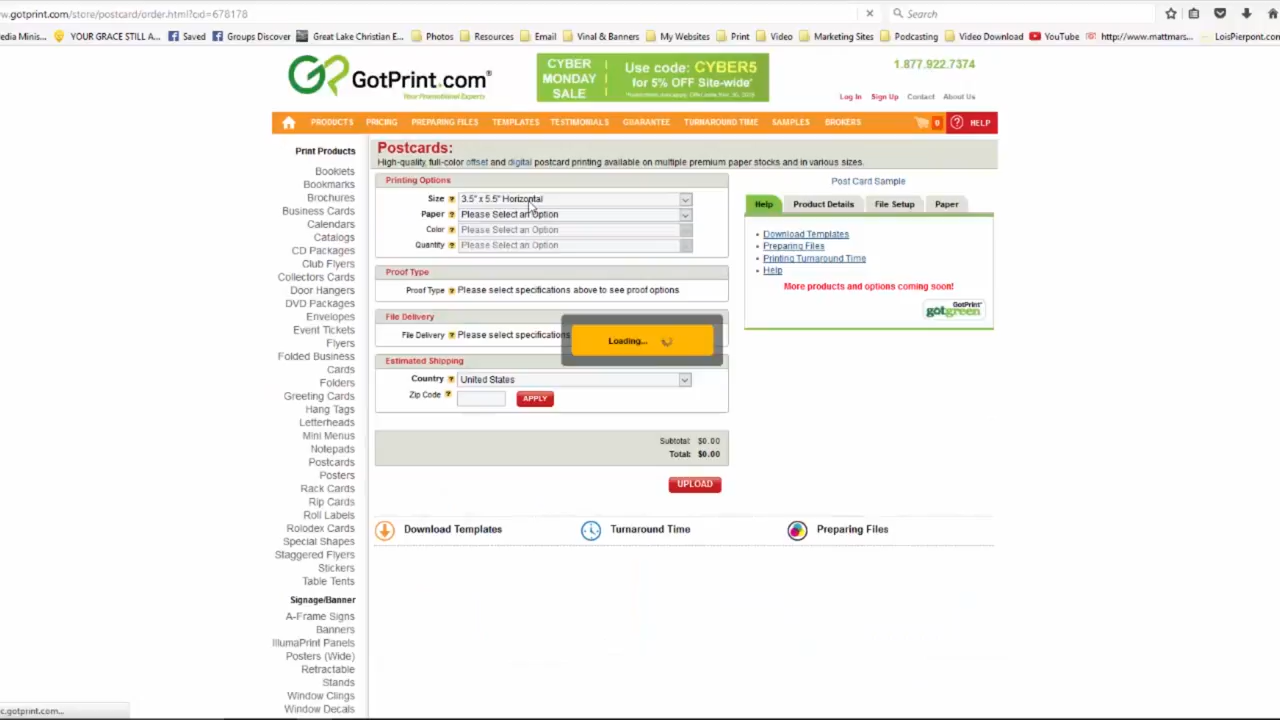 w.gotprint.com/store/postcard/order.html?cid=678178
Search
edia Minis...
YOUR GRACE STILL A...
Saved
Groups Discover
Great Lake Christian E...
Photos
Resources
Email
Vinal & Banners
My Websites
Print
Video
Marketing Sites
Podcasting
Video Download
YouTube
http://www.mattmars...
LoisPierpont.com
GotPrint.com®
Your Promotional Experts
CYBER MONDAY SALE
Use code: CYBER5
for 5% OFF Site-wide*
1.877.922.7374
Log In Sign Up Contact About Us
PRODUCTS PRICING PREPARING FILES TEMPLATES TESTIMONIALS GUARANTEE TURNAROUND TIME SAMPLES BROKERS 0 HELP
Print Products
Booklets
Bookmarks
Brochures
Business Cards
Calendars
Catalogs
CD Packages
Club Flyers
Collectors Cards
Door Hangers
DVD Packages
Envelopes
Event Tickets
Flyers
Folded Business
Cards
Folders
Greeting Cards
Hang Tags
Letterheads
Mini Menus
Notepads
Postcards
Posters
Rack Cards
Rip Cards
Roll Labels
Rolodex Cards
Special Shapes
Staggered Flyers
Stickers
Table Tents
Signage/Banner
A-Frame Signs
Banners
IllumaPrint Panels
Posters (Wide)
Retractable
Stands
Window Clings
Window Decals
Postcards:
High-quality, full-color offset and digital postcard printing available on multiple premium paper stocks and in various sizes.
Printing Options
Size ? 3.5" x 5.5" Horizontal
Paper ? Please Select an Option
Color ? Please Select an Option
Quantity ? Please Select an Option
Proof Type
Proof Type ? Please select specifications above to see proof options
File Delivery
File Delivery ? Please select specifications
Loading...
Estimated Shipping
Country ? United States
Zip Code ? APPLY
Subtotal: $0.00
Total: $0.00
UPLOAD
Post Card Sample
Help Product Details File Setup Paper
Download Templates
Preparing Files
Printing Turnaround Time
Help
More products and options coming soon!
GotPrint®
gotgreen
Download Templates Turnaround Time Preparing Files
c.gotprint.com...